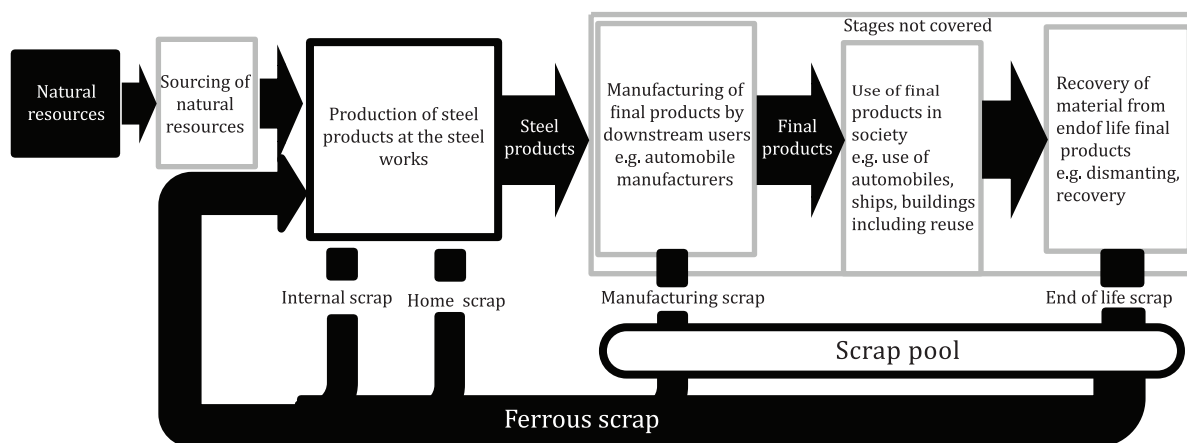 Stages not covered
Natural
resources
Sourcing of
natural
resources
Production of steel
products at the steel
works
Steel
products
Manufacturing of
final products by
downstream users
e.g. automobile
manufacturers
Final
products
Use of final
products in
society
e.g. use of
automobiles,
ships, buildings
including reuse
Recovery of
material from
endof life final
products
e.g. dismanting,
recovery
Internal scrap
Home scrap
Manufacturing scrap
End of life scrap
Scrap pool
Ferrous scrap